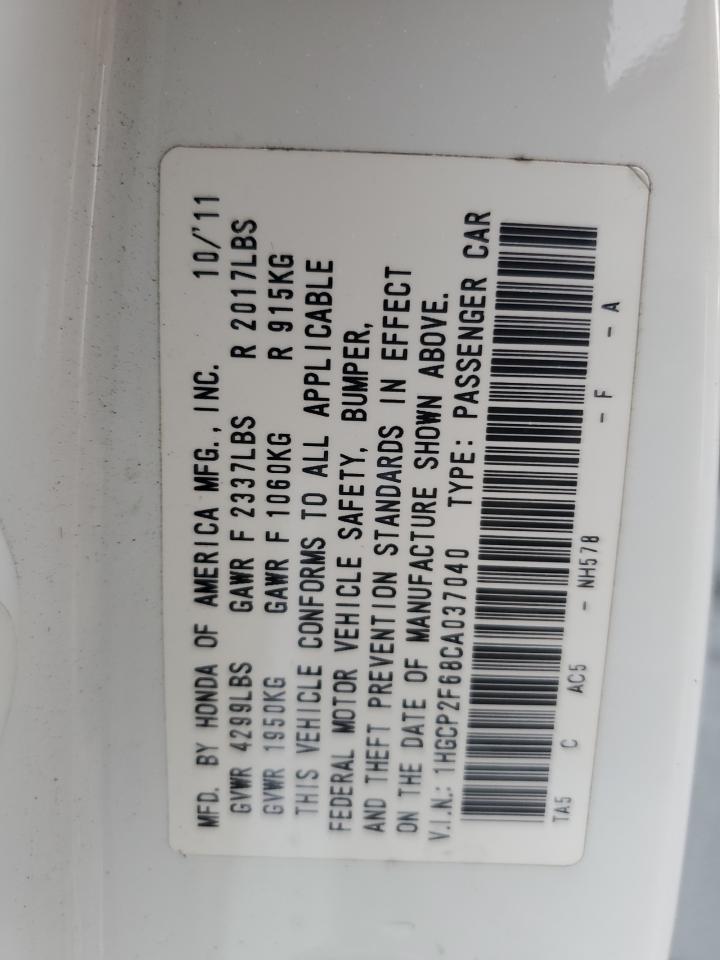 MFD. BY HONDA OF AMERICA MFG., INC. 10/'11
GVWR 4299LBS GAWR F 2337LBS R 2017LBS
GVWR 1950KG GAWR F 1060KG R 915KG
THIS VEHICLE CONFORMS TO ALL APPLICABLE
FEDERAL MOTOR VEHICLE SAFETY, BUMPER,
AND THEFT PREVENTION STANDARDS IN EFFECT
ON THE DATE OF MANUFACTURE SHOWN ABOVE.
V.I.N.: 1HGCP2F68CA037040 TYPE: PASSENGER CAR
TA5 C AC5 - NH578 - F - A